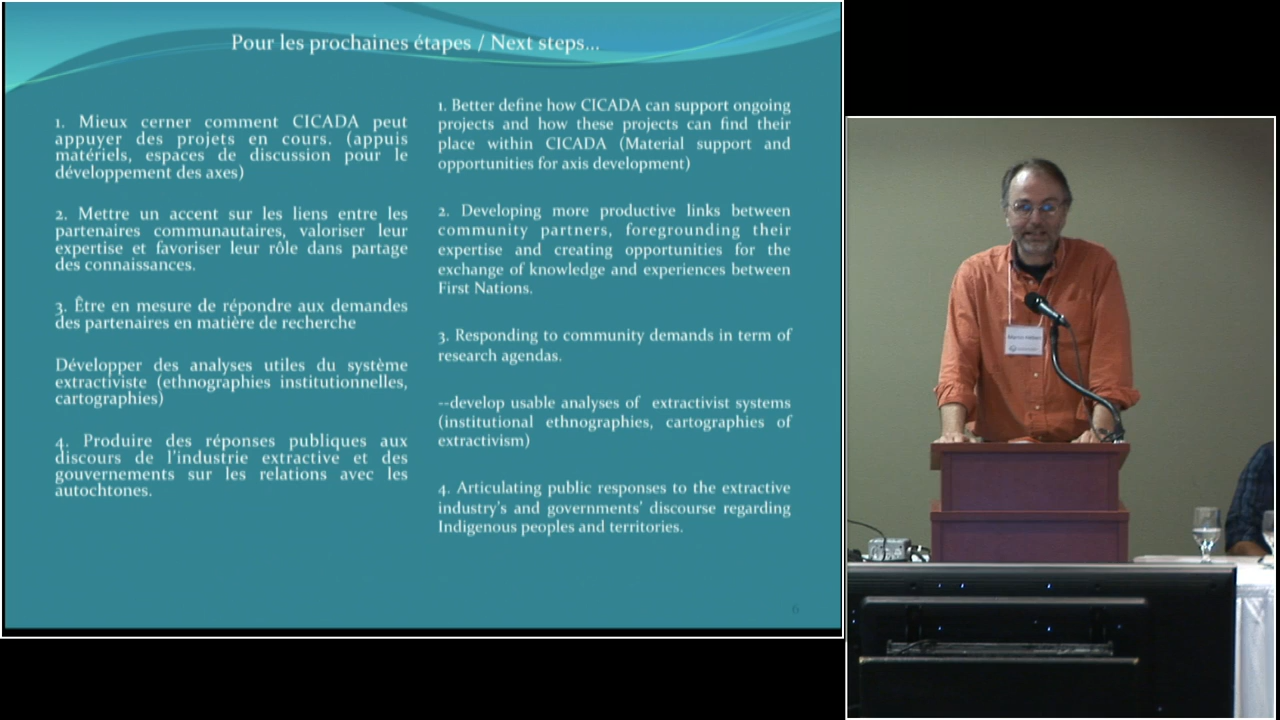 Pour les prochaines étapes / Next steps...
1. Mieux cerner comment CICADA peut
appuyer des projets en cours. (appuis
matériels, espaces de discussion pour le
développement des axes)
2. Mettre un accent sur les liens entre les
partenaires communautaires, valoriser leur
expertise et favoriser leur rôle dans partage
des connaissances.
3. Être en mesure de répondre aux demandes
des partenaires en matière de recherche
Développer des analyses utiles du système
extractiviste (ethnographies institutionnelles,
cartographies)
4. Produire des réponses publiques aux
discours de l'industrie extractive et des
gouvernements sur les relations avec les
autochtones.
1. Better define how CICADA can support ongoing
projects and how these projects can find their
place within CICADA (Material support and
opportunities for axis development)
2. Developing more productive links between
community partners, foregrounding their
expertise and creating opportunities for the
exchange of knowledge and experiences between
First Nations.
3. Responding to community demands in term of
research agendas.
--develop usable analyses of extractivist systems
(institutional ethnographies, cartographies of
extractivism)
4. Articulating public responses to the extractive
industry's and governments' discourse regarding
Indigenous peoples and territories.
6